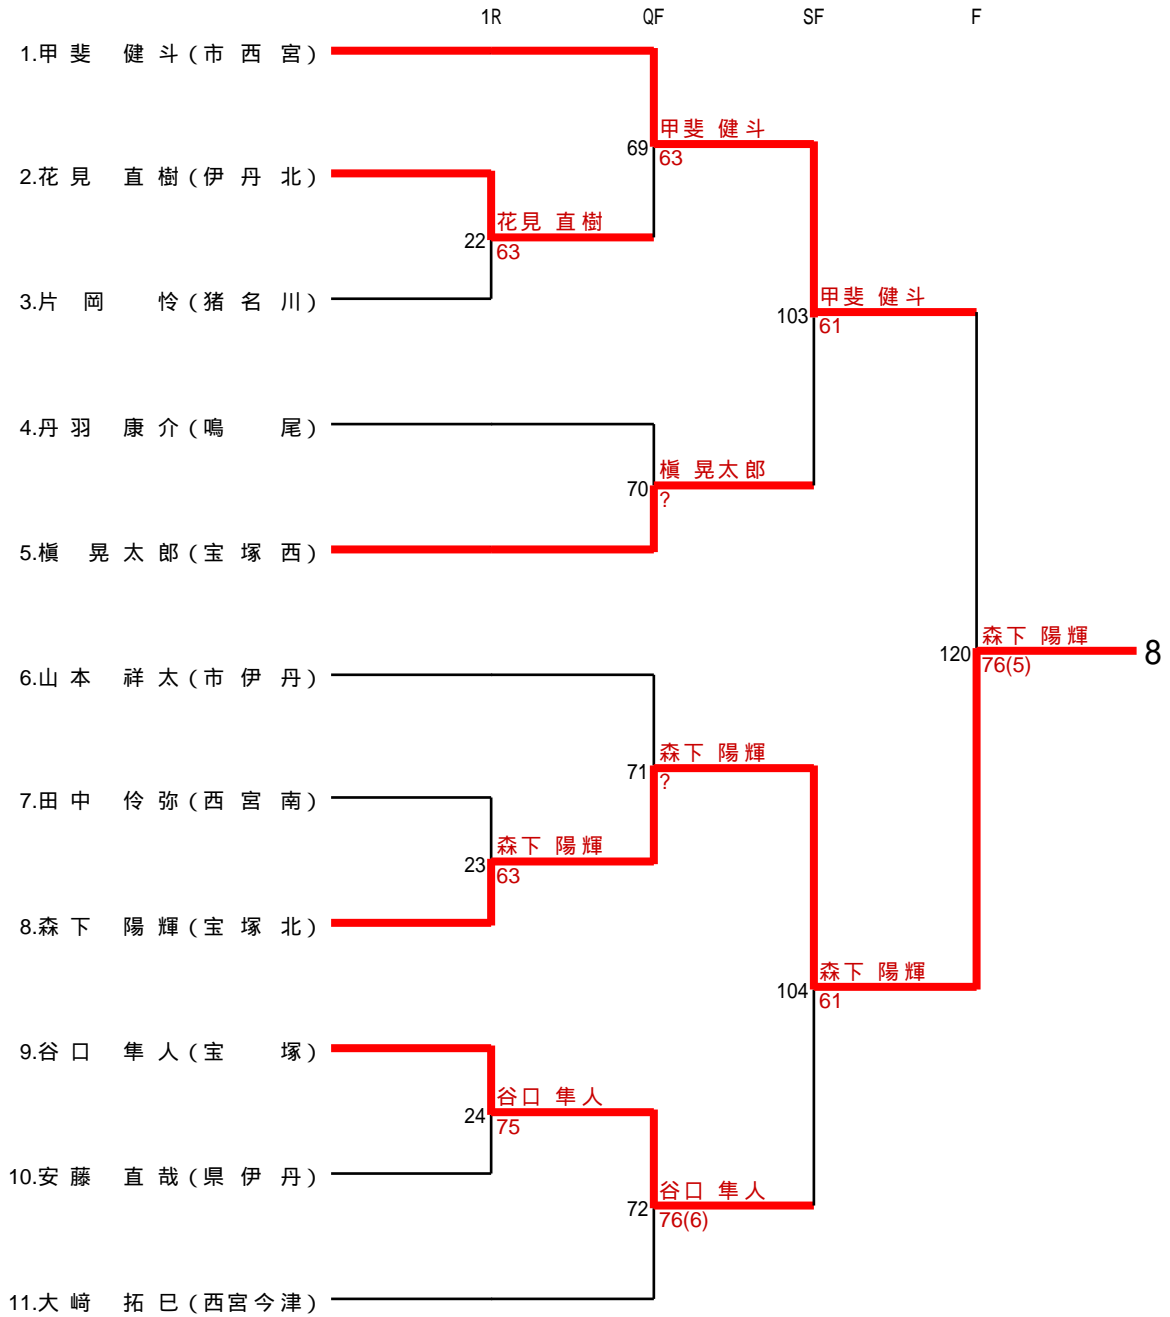 1R QF SF F
1.甲斐 健斗(市西宮)
甲斐 健斗
69
63
2.花見 直樹(伊丹北)
花見 直樹
22
63
3.片岡 怜(猪名川)
甲斐 健斗
103
61
4.丹羽 康介(鳴 尾)
槇 晃太郎
70
?
5.槇 晃太郎(宝塚西)
森下 陽輝
120
76(5)
8
6.山本 祥太(市伊丹)
森下 陽輝
71
?
7.田中 伶弥(西宮南)
森下 陽輝
23
63
8.森下 陽輝(宝塚北)
森下 陽輝
104
61
9.谷口 隼人(宝 塚)
谷口 隼人
24
75
10.安藤 直哉(県伊丹)
谷口 隼人
72
76(6)
11.大﨑 拓巳(西宮今津)